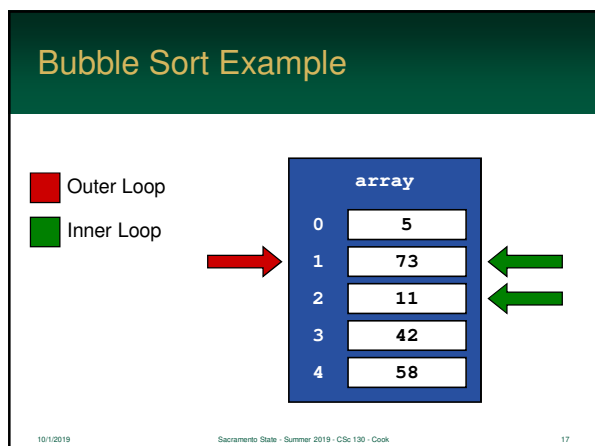 Bubble Sort Example
Outer Loop
Inner Loop
array
0 5
1 73
2 11
3 42
4 58
10/1/2019 Sacramento State - Summer 2019 - CSc 130 - Cook 17